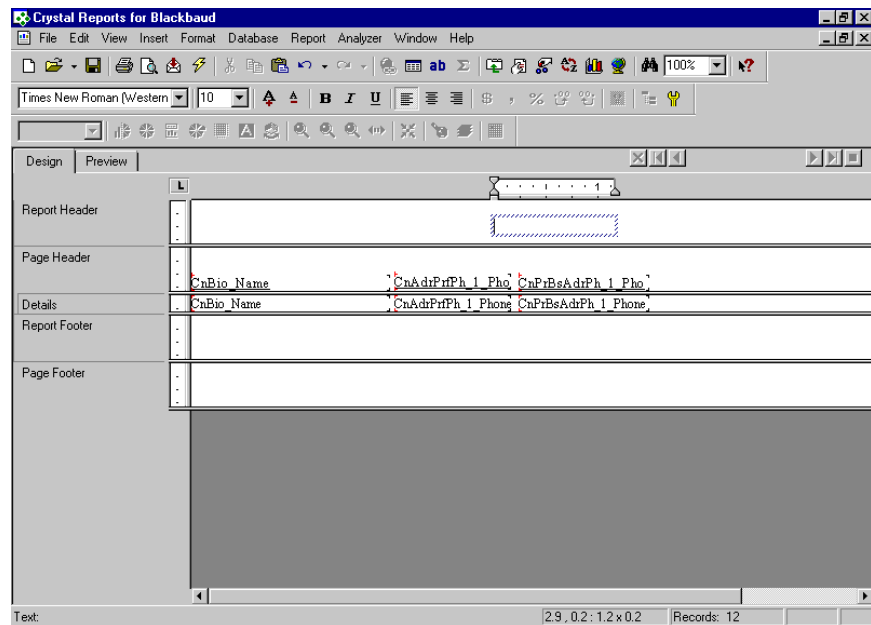 Crystal Reports for Blackbaud
File Edit View Insert Format Database Report Analyzer Window Help
ab Σ 100%
Times New Roman (Western 10 B I U $ , %
Design Preview
L 1
Report Header
Page Header
CnBio_Name CnAdrPrfPh_1_Pho CnPrBsAdrPh_1_Pho
Details CnBio_Name CnAdrPrfPh_1_Phone CnPrBsAdrPh_1_Phone
Report Footer
Page Footer
Text: 2.9 , 0.2 : 1.2 x 0.2 Records: 12